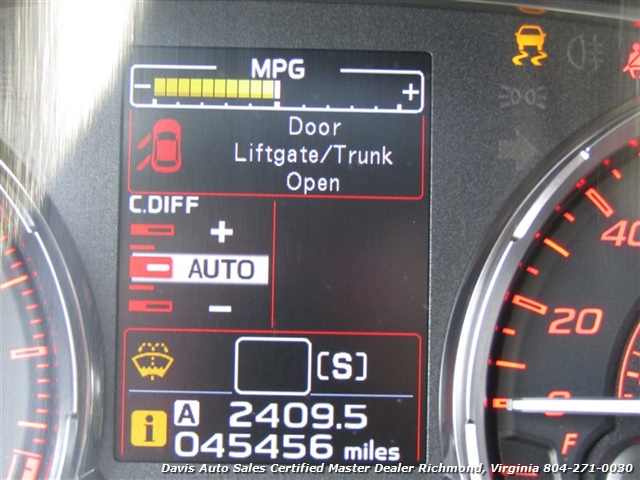 MPG
- +
Door
Liftgate/Trunk
Open
C.DIFF
+
AUTO
-
[S]
i A 2409.5
045456 miles
40
20
0
F
Davis Auto Sales Certified Master Dealer Richmond, Virginia 804-271-0030